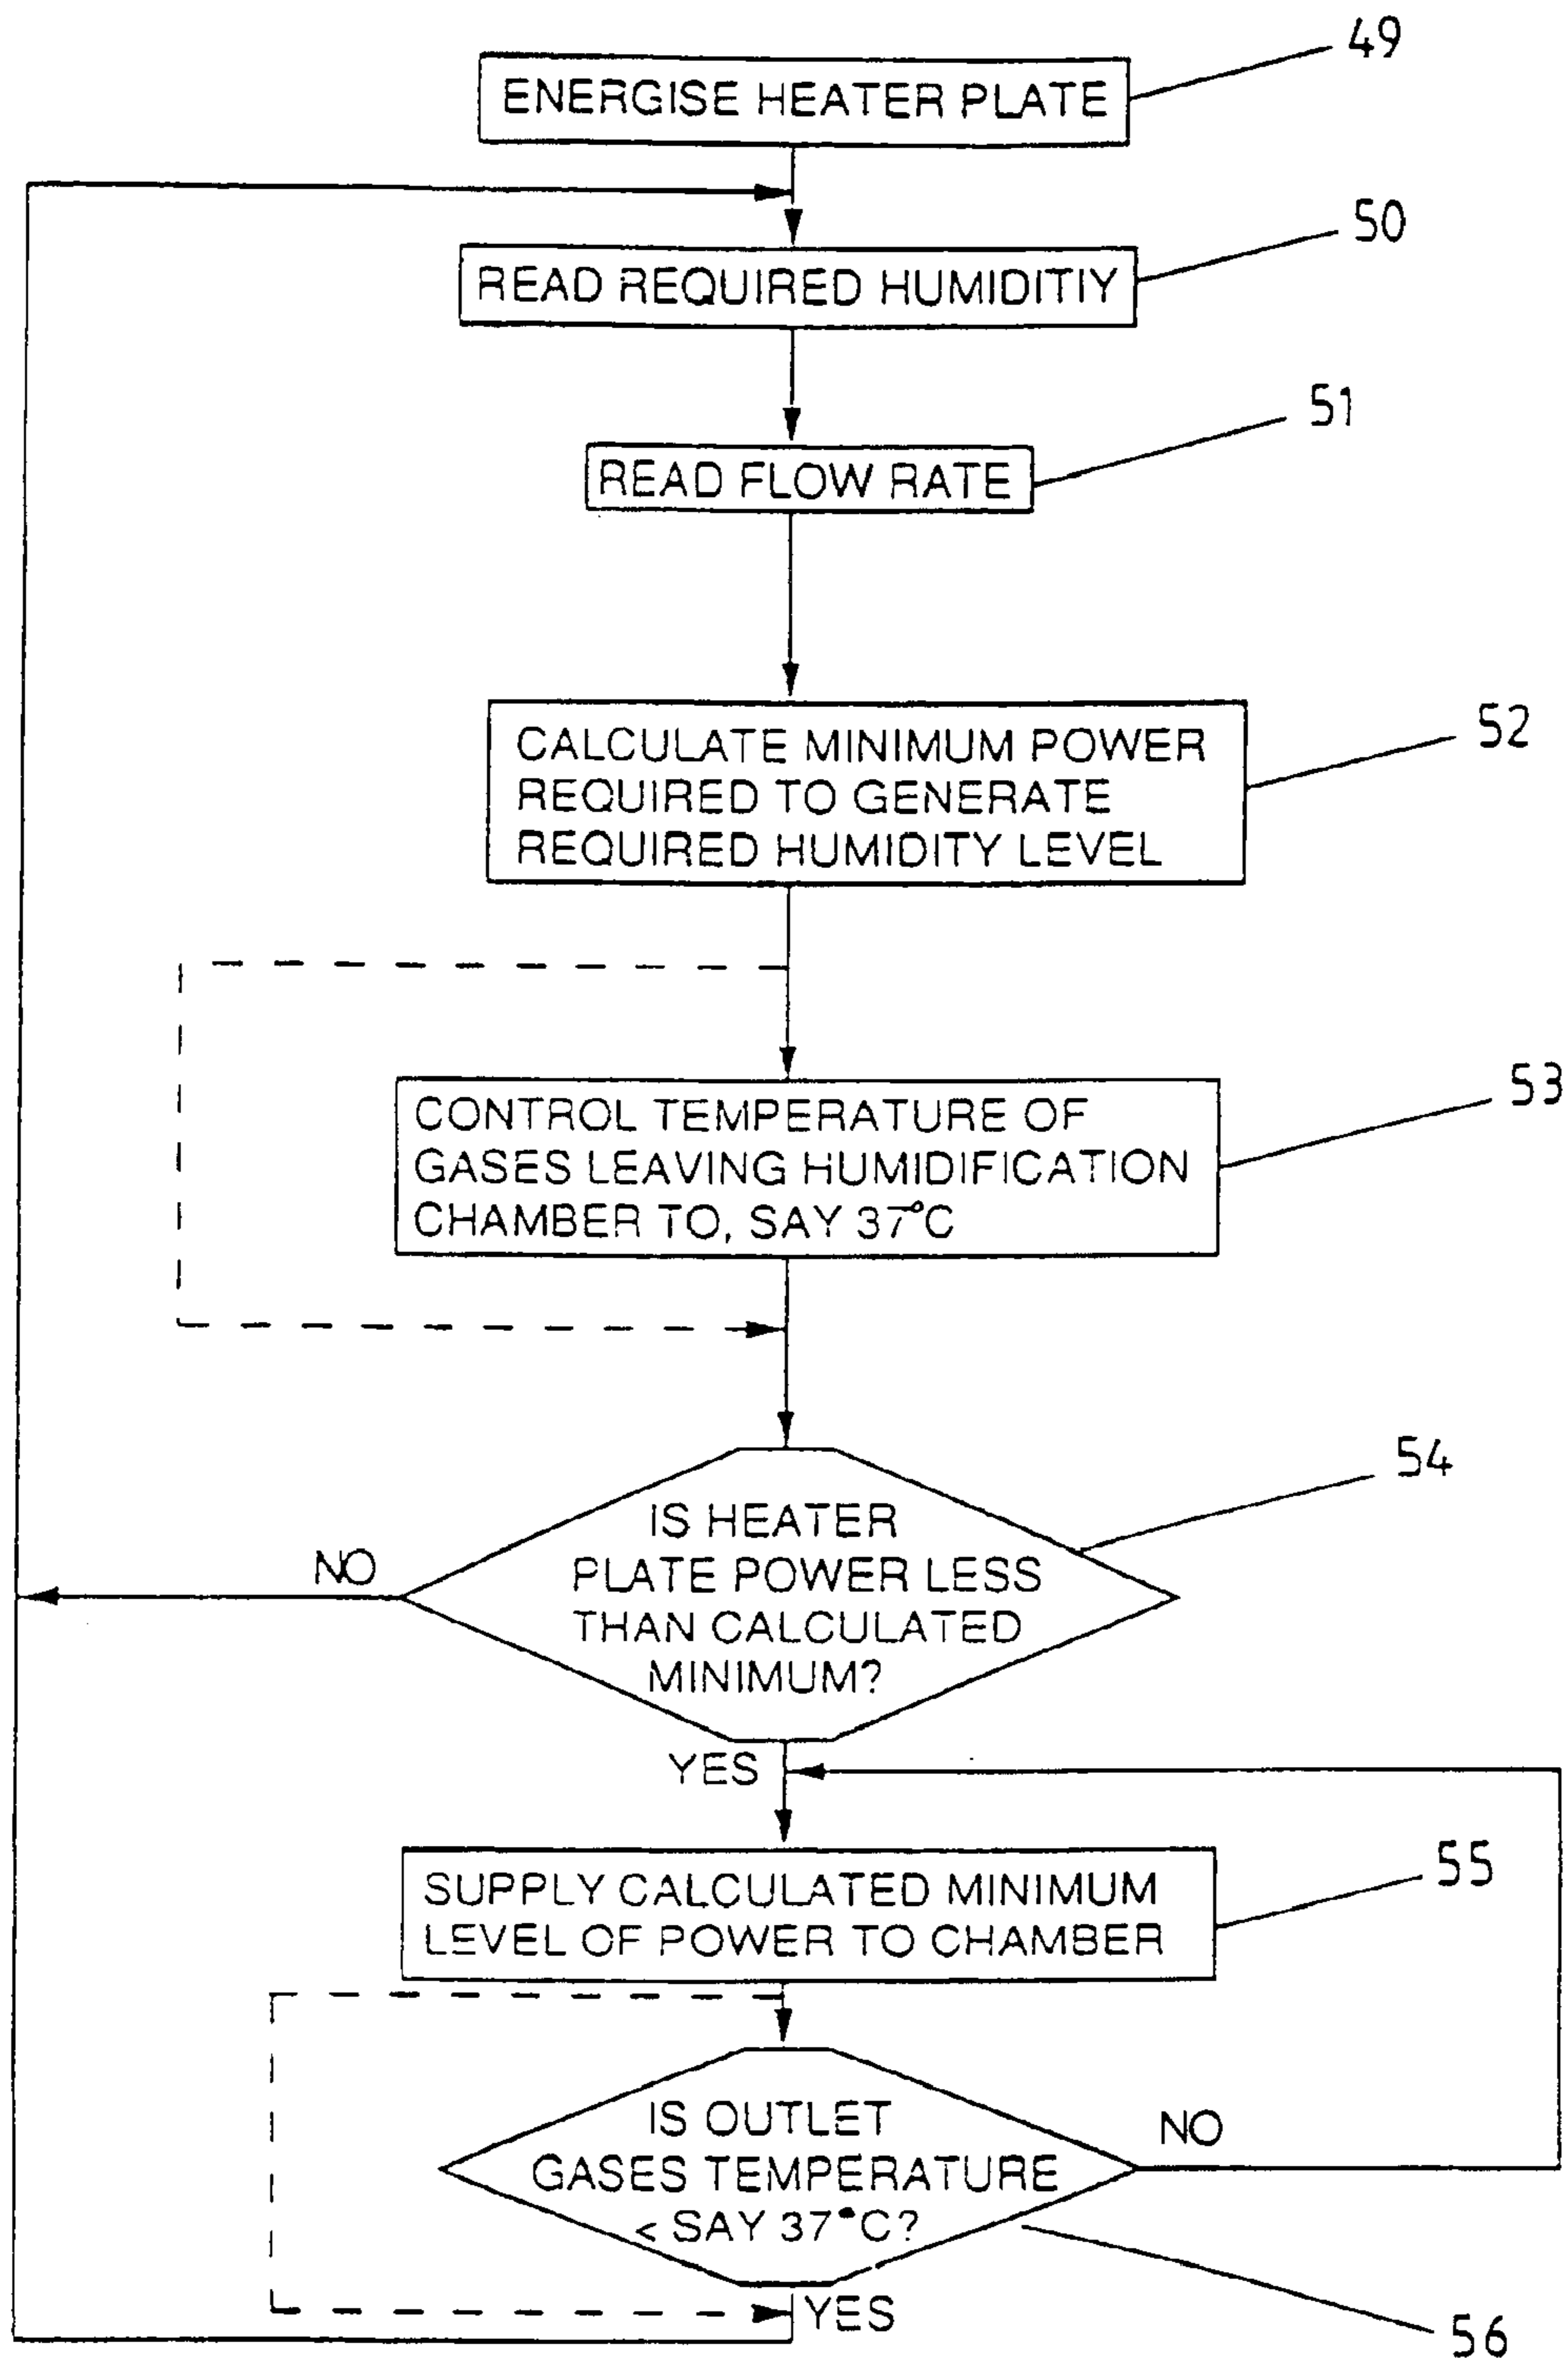 49
ENERGISE HEATER PLATE
50
READ REQUIRED HUMIDITIY
51
READ FLOW RATE
52
CALCULATE MINIMUM POWER
REQUIRED TO GENERATE
REQUIRED HUMIDITY LEVEL
53
CONTROL TEMPERATURE OF
GASES LEAVING HUMIDIFICATION
CHAMBER TO, SAY 37°C
54
IS HEATER
PLATE POWER LESS
THAN CALCULATED
MINIMUM?
NO
YES
55
SUPPLY CALCULATED MINIMUM
LEVEL OF POWER TO CHAMBER
IS OUTLET
GASES TEMPERATURE
< SAY 37°C?
NO
YES
56